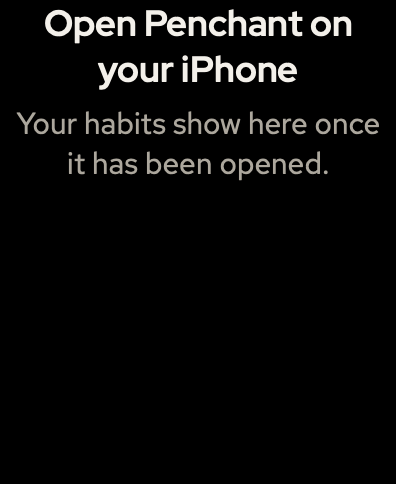 Open Penchant on
your iPhone
Your habits show here once
it has been opened.